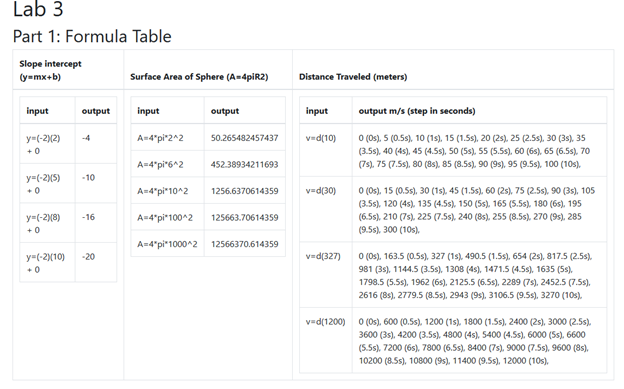 Lab 3
Part 1: Formula Table
Slope intercept
(y=mx+b)
Surface Area of Sphere (A=4piR2)
Distance Traveled (meters)
input output
y=(-2)(2) -4
+ 0
y=(-2)(5) -10
+ 0
y=(-2)(8) -16
+ 0
y=(-2)(10) -20
+ 0
input output
A=4*pi*2^2 50.265482457437
A=4*pi*6^2 452.38934211693
A=4*pi*10^2 1256.6370614359
A=4*pi*100^2 125663.70614359
A=4*pi*1000^2 12566370.614359
input output m/s (step in seconds)
v=d(10) 0 (0s), 5 (0.5s), 10 (1s), 15 (1.5s), 20 (2s), 25 (2.5s), 30 (3s), 35
(3.5s), 40 (4s), 45 (4.5s), 50 (5s), 55 (5.5s), 60 (6s), 65 (6.5s), 70
(7s), 75 (7.5s), 80 (8s), 85 (8.5s), 90 (9s), 95 (9.5s), 100 (10s),
v=d(30) 0 (0s), 15 (0.5s), 30 (1s), 45 (1.5s), 60 (2s), 75 (2.5s), 90 (3s), 105
(3.5s), 120 (4s), 135 (4.5s), 150 (5s), 165 (5.5s), 180 (6s), 195
(6.5s), 210 (7s), 225 (7.5s), 240 (8s), 255 (8.5s), 270 (9s), 285
(9.5s), 300 (10s),
v=d(327) 0 (0s), 163.5 (0.5s), 327 (1s), 490.5 (1.5s), 654 (2s), 817.5 (2.5s),
981 (3s), 1144.5 (3.5s), 1308 (4s), 1471.5 (4.5s), 1635 (5s),
1798.5 (5.5s), 1962 (6s), 2125.5 (6.5s), 2289 (7s), 2452.5 (7.5s),
2616 (8s), 2779.5 (8.5s), 2943 (9s), 3106.5 (9.5s), 3270 (10s),
v=d(1200) 0 (0s), 600 (0.5s), 1200 (1s), 1800 (1.5s), 2400 (2s), 3000 (2.5s),
3600 (3s), 4200 (3.5s), 4800 (4s), 5400 (4.5s), 6000 (5s), 6600
(5.5s), 7200 (6s), 7800 (6.5s), 8400 (7s), 9000 (7.5s), 9600 (8s),
10200 (8.5s), 10800 (9s), 11400 (9.5s), 12000 (10s),